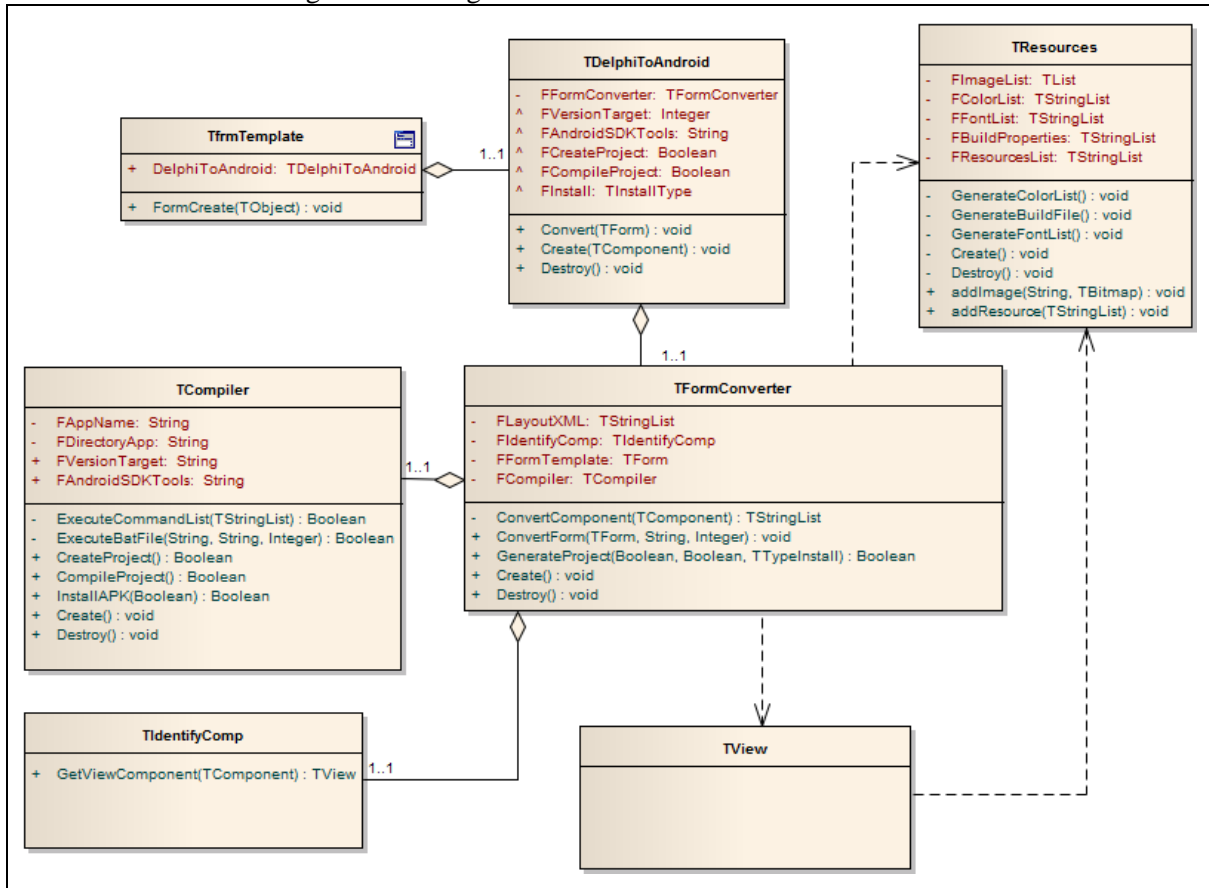 TfrmTemplate
+ DelphiToAndroid: TDelphiToAndroid
+ FormCreate(TObject) : void
1..1
TDelphiToAndroid
- FFormConverter: TFormConverter
^ FVersionTarget: Integer
^ FAndroidSDKTools: String
^ FCreateProject: Boolean
^ FCompileProject: Boolean
^ FInstall: TInstallType
+ Convert(TForm) : void
+ Create(TComponent) : void
+ Destroy() : void
TResources
- FImageList: TList
- FColorList: TStringList
- FFontList: TStringList
- FBuildProperties: TStringList
- FResourcesList: TStringList
- GenerateColorList() : void
- GenerateBuildFile() : void
- GenerateFontList() : void
- Create() : void
- Destroy() : void
+ addImage(String, TBitmap) : void
+ addResource(TStringList) : void
1..1
TCompiler
- FAppName: String
- FDirectoryApp: String
+ FVersionTarget: String
+ FAndroidSDKTools: String
- ExecuteCommandList(TStringList) : Boolean
- ExecuteBatFile(String, String, Integer) : Boolean
+ CreateProject() : Boolean
+ CompileProject() : Boolean
+ InstallAPK(Boolean) : Boolean
+ Create() : void
+ Destroy() : void
1..1
TFormConverter
- FLayoutXML: TStringList
- FIdentifyComp: TIdentifyComp
- FFormTemplate: TForm
- FCompiler: TCompiler
- ConvertComponent(TComponent) : TStringList
+ ConvertForm(TForm, String, Integer) : void
+ GenerateProject(Boolean, Boolean, TTypeInstall) : Boolean
+ Create() : void
+ Destroy() : void
TIdentifyComp
+ GetViewComponent(TComponent) : TView
1..1
TView